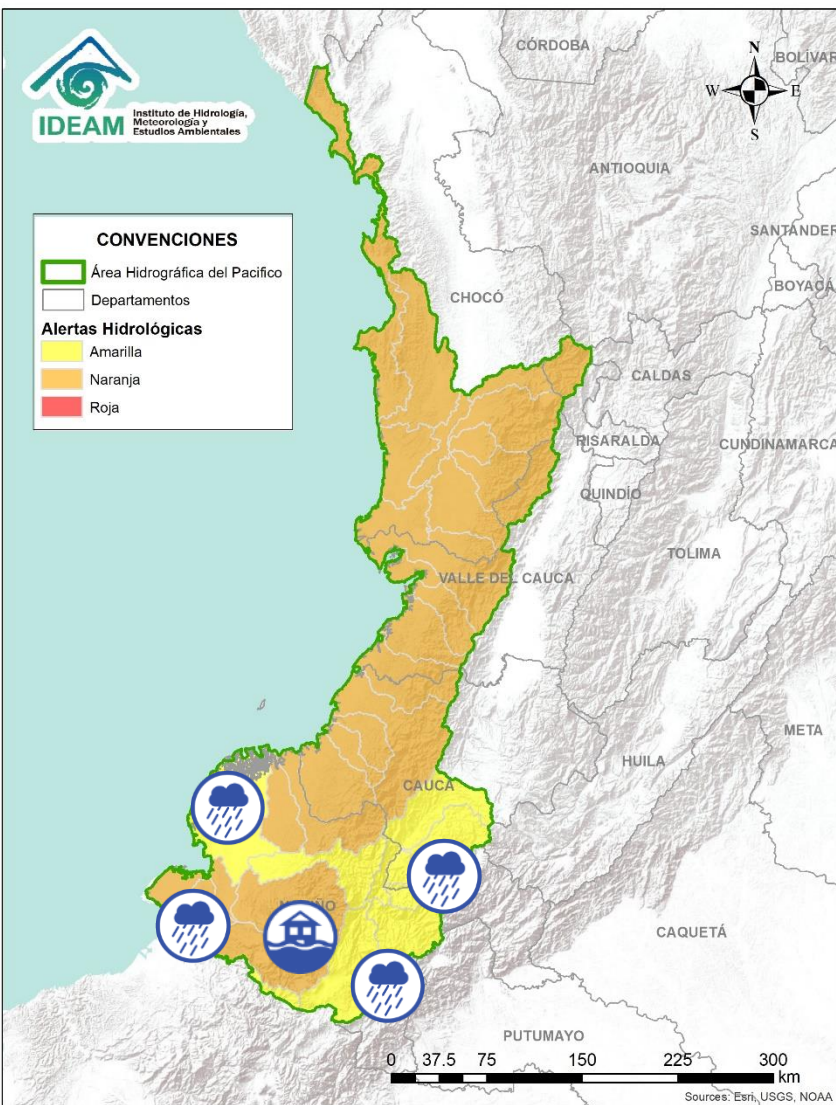 IDEAM
Instituto de Hidrología,
Meteorología y
Estudios Ambientales
N
W
E
S
CÓRDOBA
BOLÍVAR
ANTIOQUIA
SANTANDER
BOYACÁ
CHOCÓ
CALDAS
RISARALDA
CUNDINAMARCA
QUINDÍO
TOLIMA
VALLE DEL CAUCA
META
HUILA
CAUCA
CAQUETÁ
PUTUMAYO
CONVENCIONES
Área Hidrográfica del Pacifico
Departamentos
Alertas Hidrológicas
Amarilla
Naranja
Roja
0 37.5 75 150 225 300
km
Sources: Esri, USGS, NOAA